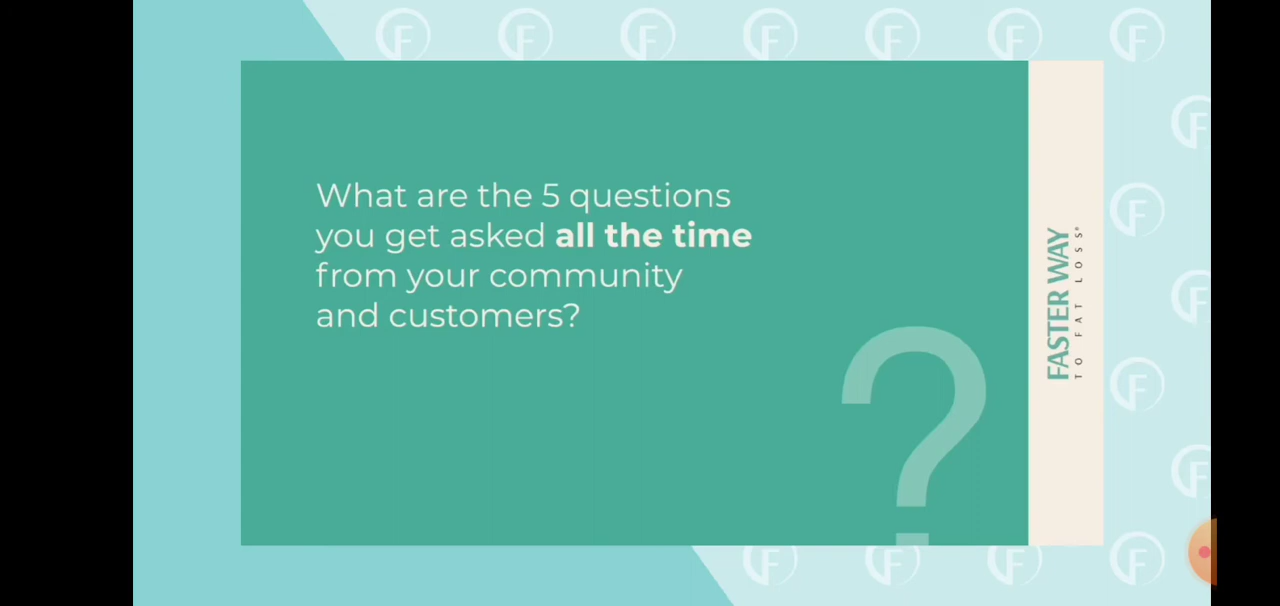 What are the 5 questions
you get asked all the time
from your community
and customers?
FASTER WAY
TO FAT LOSS®